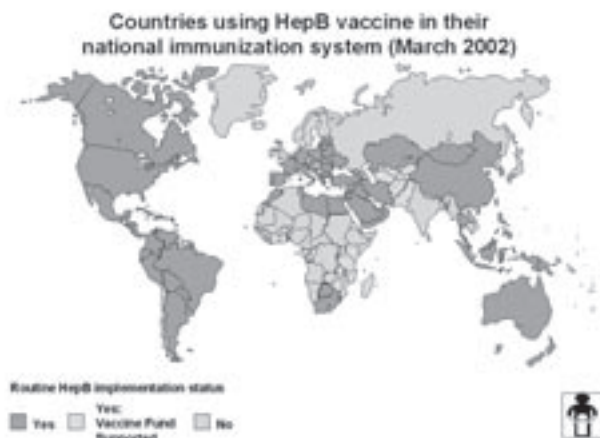 Countries using HepB vaccine in their
national immunization system (March 2002)
Routine HepB implementation status
Yes
Yes:
Vaccine Fund
Supported
No